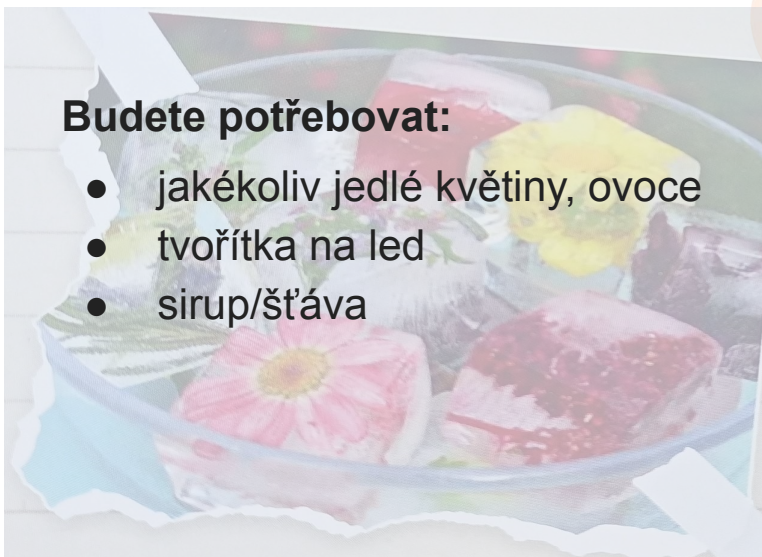 Budete potřebovat:
● jakékoliv jedlé květiny, ovoce
● tvořítka na led
● sirup/šťáva